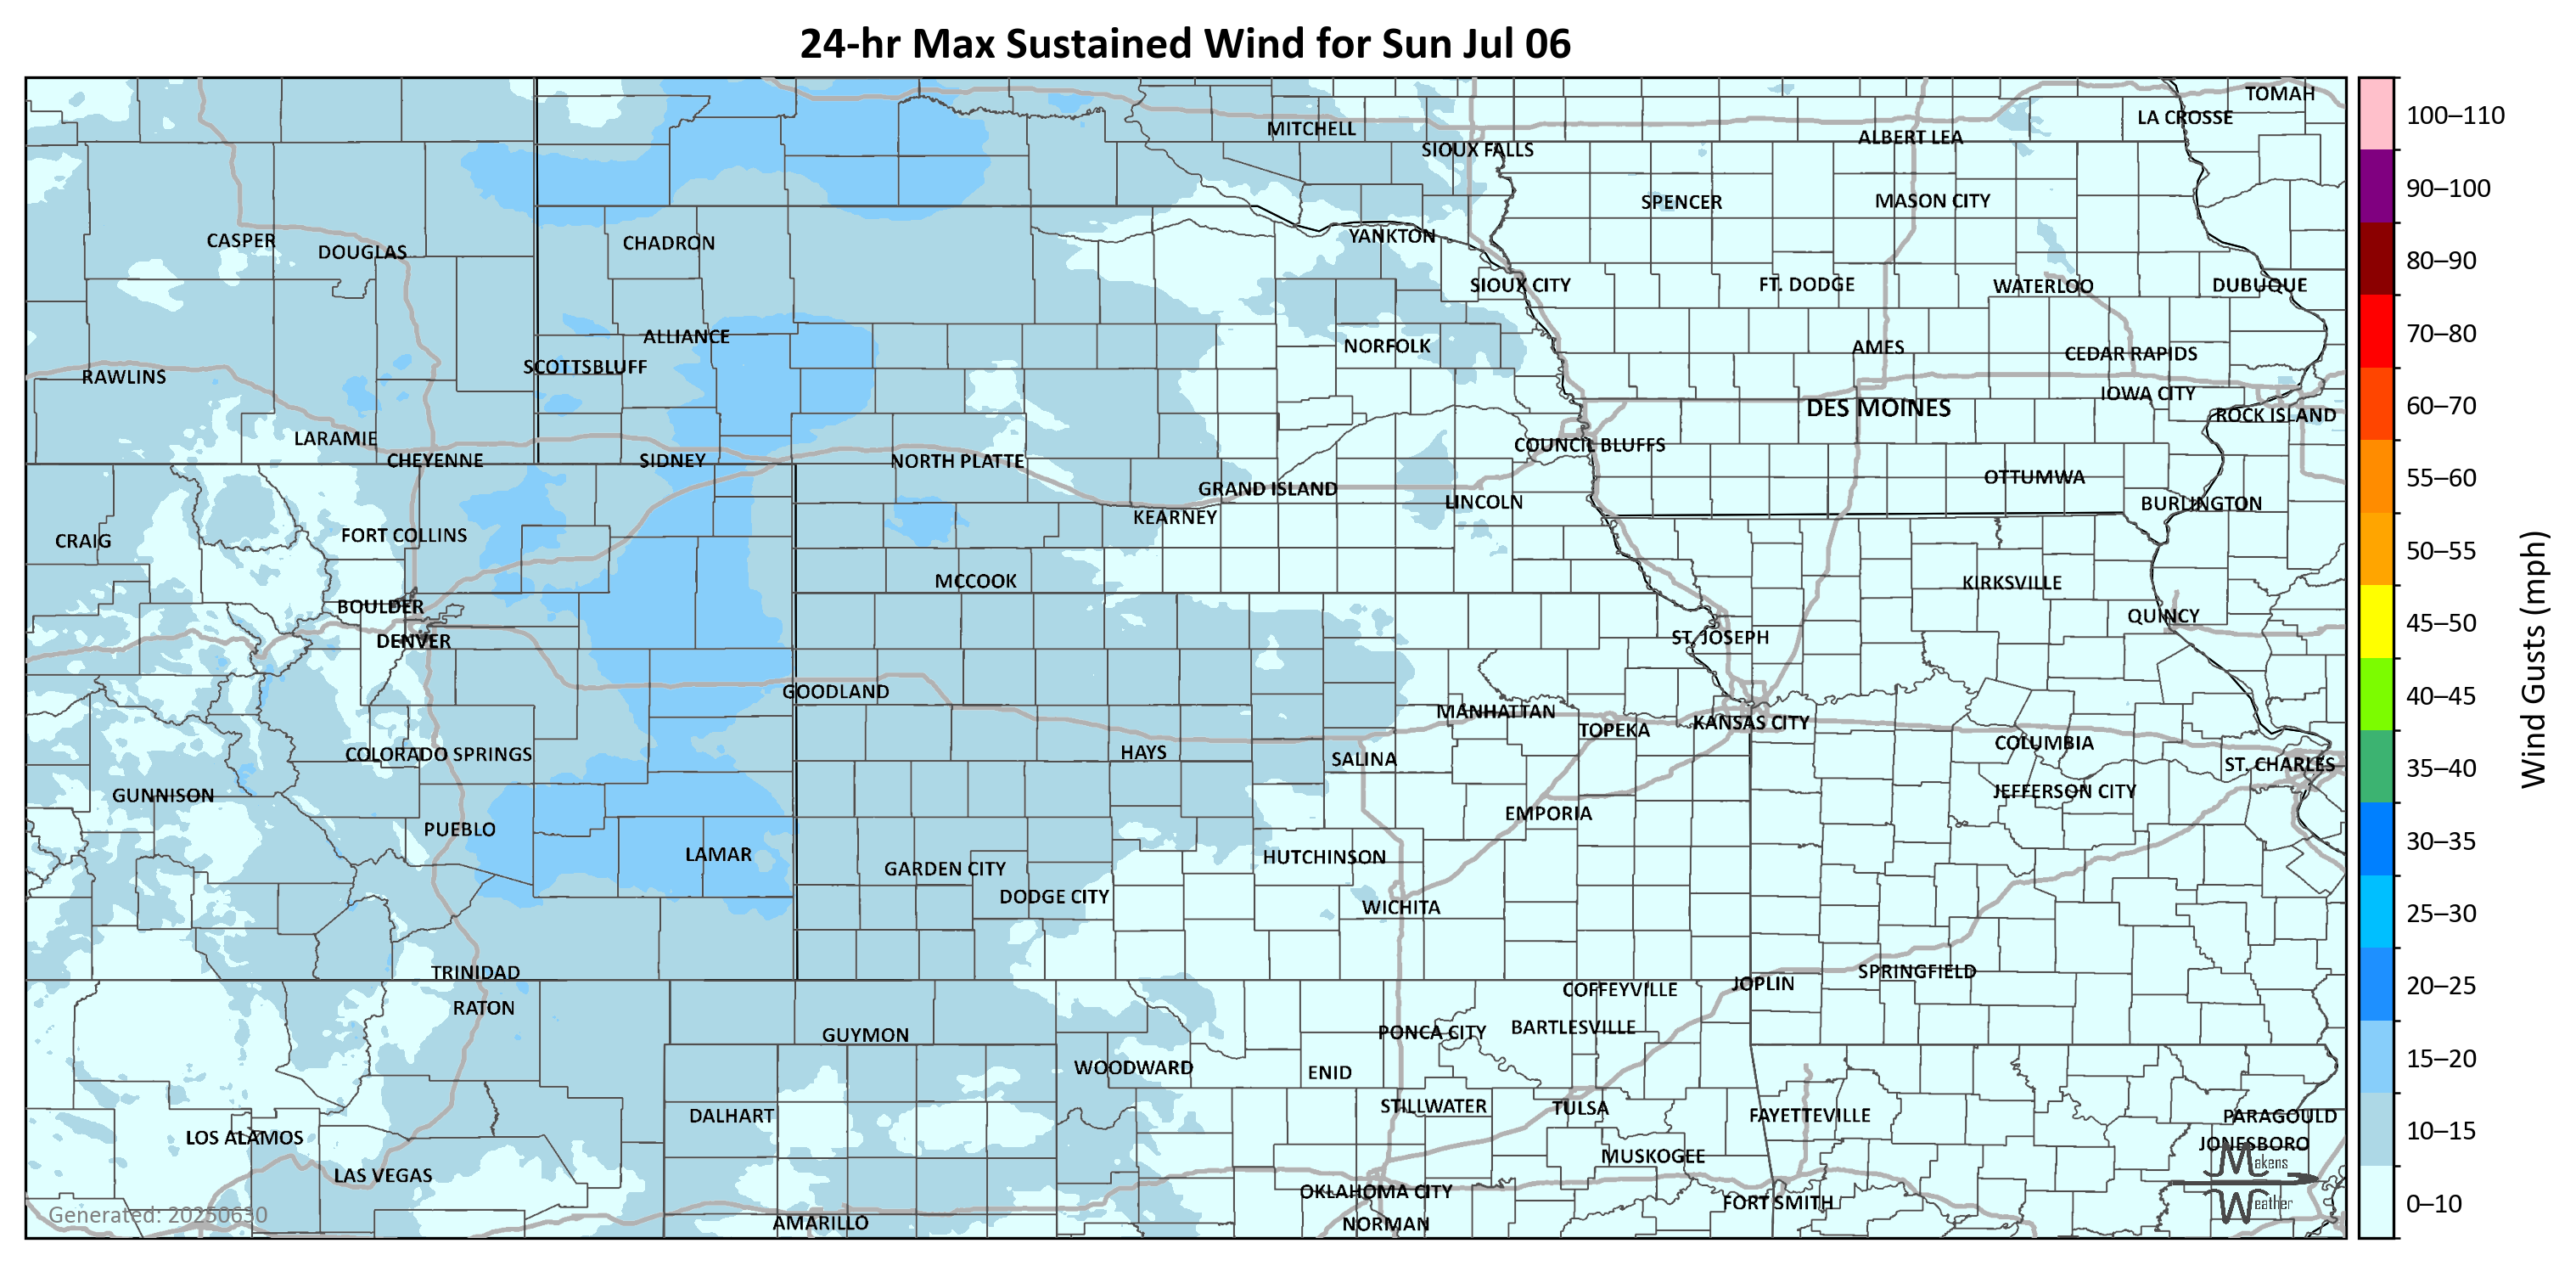 24-hr Max Sustained Wind for Sun Jul 06
TOMAH
LA CROSSE
MITCHELL
ALBERT LEA
SIOUX FALLS
SPENCER
MASON CITY
CASPER
DOUGLAS
CHADRON
YANKTON
SIOUX CITY
FT. DODGE
WATERLOO
DUBUQUE
ALLIANCE
NORFOLK
AMES
CEDAR RAPIDS
SCOTTSBLUFF
RAWLINS
IOWA CITY
DES MOINES
ROCK ISLAND
LARAMIE
COUNCIL BLUFFS
CHEYENNE
SIDNEY
NORTH PLATTE
OTTUMWA
GRAND ISLAND
LINCOLN
BURLINGTON
KEARNEY
FORT COLLINS
CRAIG
MCCOOK
KIRKSVILLE
BOULDER
QUINCY
DENVER
ST. JOSEPH
GOODLAND
MANHATTAN
KANSAS CITY
TOPEKA
COLUMBIA
HAYS
COLORADO SPRINGS
SALINA
ST. CHARLES
GUNNISON
JEFFERSON CITY
EMPORIA
PUEBLO
LAMAR
HUTCHINSON
GARDEN CITY
DODGE CITY
WICHITA
TRINIDAD
SPRINGFIELD
JOPLIN
COFFEYVILLE
RATON
BARTLESVILLE
PONCA CITY
GUYMON
WOODWARD
ENID
STILLWATER
TULSA
DALHART
FAYETTEVILLE
PARAGOULD
LOS ALAMOS
JONESBORO
MUSKOGEE
LAS VEGAS
OKLAHOMA CITY
FORT SMITH
AMARILLO
NORMAN
Generated: 20250630
Makens
Weather
100–110
90–100
80–90
70–80
60–70
55–60
50–55
45–50
40–45
35–40
30–35
25–30
20–25
15–20
10–15
0–10
Wind Gusts (mph)